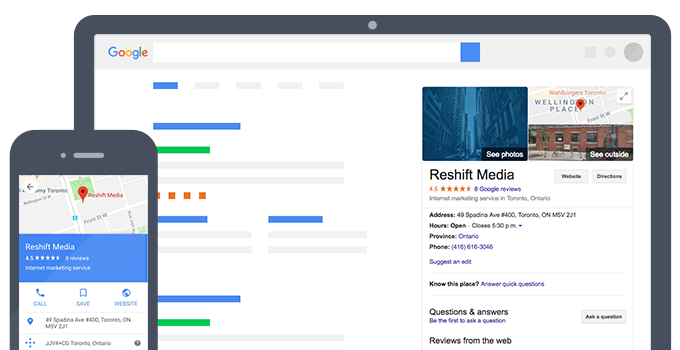 Google
Wahlburgers Toronto
WELLINGTON
PLACE
Front St W
See photos
See outside
Reshift Media
Website
Directions
4.5 8 Google reviews
Internet marketing service in Toronto, Ontario
Address: 49 Spadina Ave #400, Toronto, ON M5V 2J1
Hours: Open · Closes 5:30 p.m.
Province: Ontario
Phone: (416) 616-3046
Suggest an edit
Know this place? Answer quick questions
Questions & answers
Be the first to ask a question
Ask a question
Reviews from the web
my Toronto
Wellington St W
Reshift Media
Front St W
Reshift Media
4.5 8 reviews
Internet marketing service
CALL
SAVE
WEBSITE
49 Spadina Ave #400, Toronto, ON
M5V 2J1
JJV4+CG Toronto, Ontario